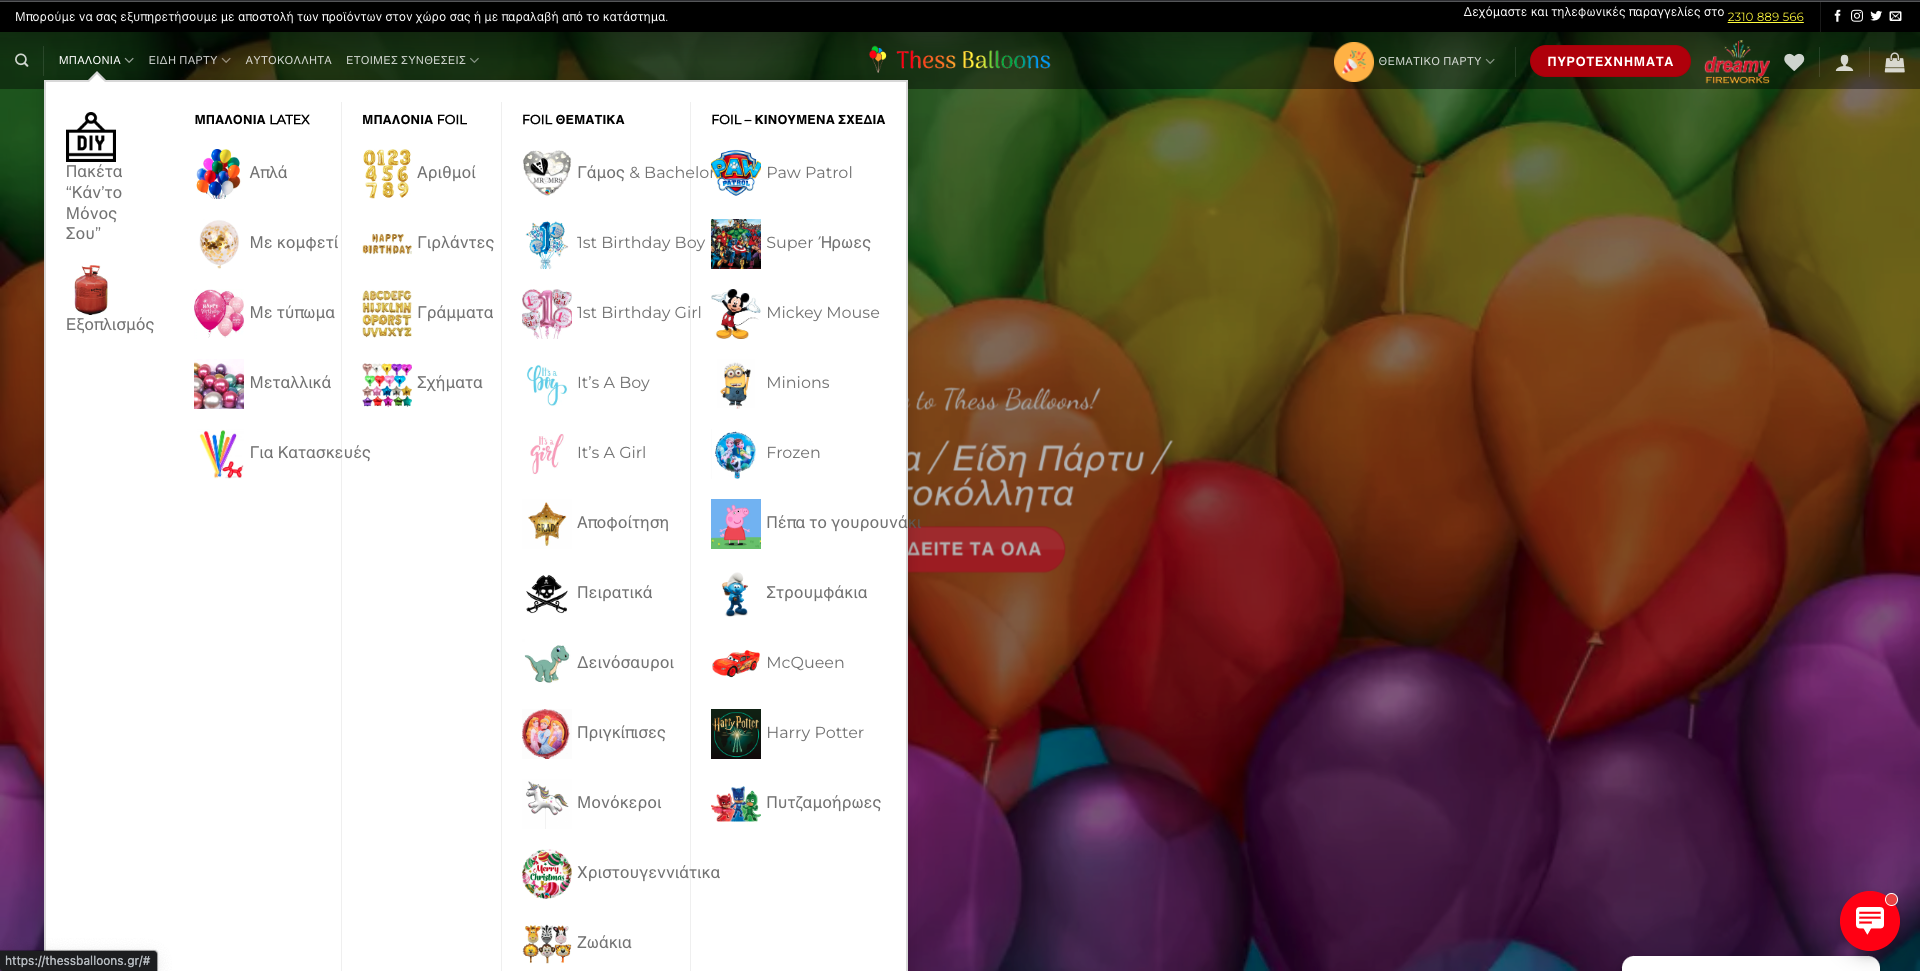 Μπορούμε να σας εξυπηρετήσουμε με αποστολή των προϊόντων στον χώρο σας ή με παραλαβή από το κατάστημα.
Δεχόμαστε και τηλεφωνικές παραγγελίες στο 2310 889 566
ΜΠΑΛΟΝΙΑ
ΕΙΔΗ ΠΑΡΤΥ
ΑΥΤΟΚΟΛΛΗΤΑ
ΕΤΟΙΜΕΣ ΣΥΝΘΕΣΕΙΣ
Thess Balloons
ΘΕΜΑΤΙΚΟ ΠΑΡΤΥ
ΠΥΡΟΤΕΧΝΗΜΑΤΑ
dreamy
FIREWORKS
DIY
Πακέτα
“Κάν’το
Μόνος
Σου”
Εξοπλισμός
ΜΠΑΛΟΝΙΑ LATEX
Απλά
Με κομφετί
Με τύπωμα
Μεταλλικά
Για Κατασκευές
ΜΠΑΛΟΝΙΑ FOIL
Αριθμοί
Γιρλάντες
Γράμματα
Σχήματα
FOIL ΘΕΜΑΤΙΚΑ
Γάμος & Bachelor
1st Birthday Boy
1st Birthday Girl
It’s A Boy
It’s A Girl
Αποφοίτηση
Πειρατικά
Δεινόσαυροι
Πριγκίπισες
Μονόκεροι
Χριστουγεννιάτικα
Ζωάκια
FOIL – ΚΙΝΟΥΜΕΝΑ ΣΧΕΔΙΑ
Paw Patrol
Super Ήρωες
Mickey Mouse
Minions
Frozen
Πέπα το γουρουνάκι
Στρουμφάκια
McQueen
Harry Potter
Πυτζαμοήρωες
to Thess Balloons!
α / Είδη Πάρτυ /
τοκόλλητα
ΔΕΙΤΕ ΤΑ ΟΛΑ
https://thessballoons.gr/#